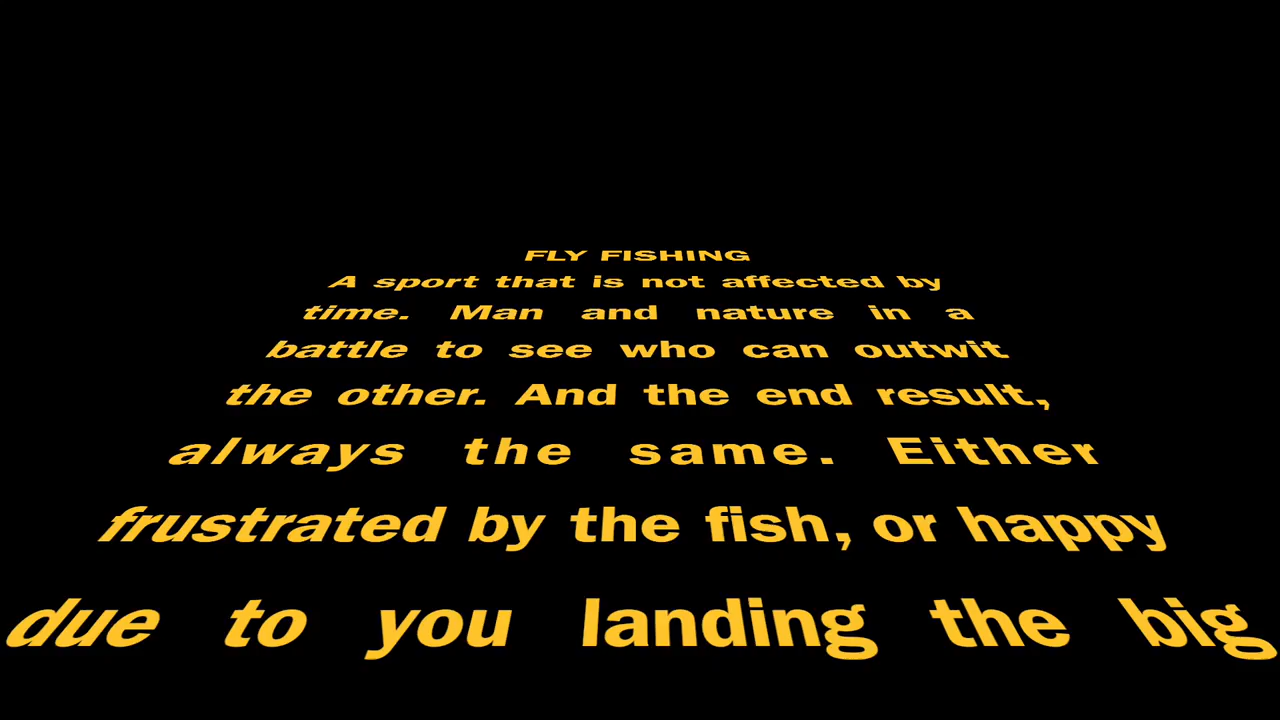 FLY FISHING
A sport that is not affected by
time. Man and nature in a
battle to see who can outwit
the other. And the end result,
always the same. Either
frustrated by the fish, or happy
due to you landing the big